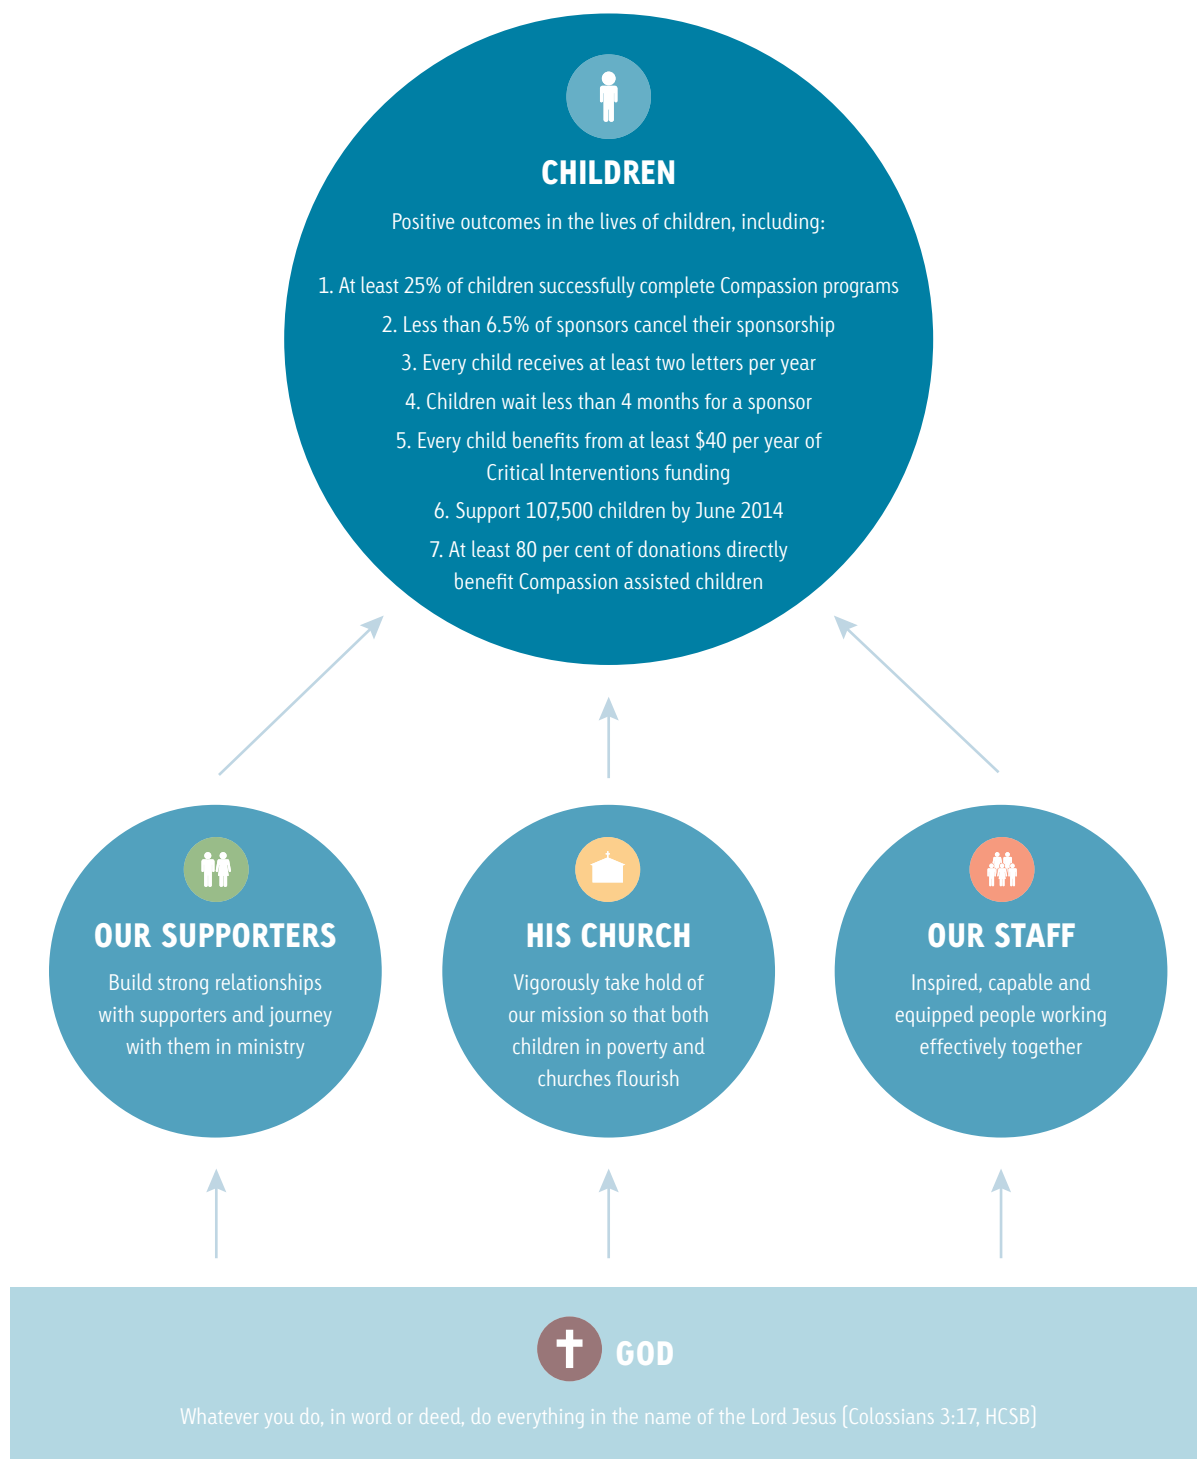 CHILDREN
Positive outcomes in the lives of children, including:
1. At least 25% of children successfully complete Compassion programs
2. Less than 6.5% of sponsors cancel their sponsorship
3. Every child receives at least two letters per year
4. Children wait less than 4 months for a sponsor
5. Every child benefits from at least $40 per year of
Critical Interventions funding
6. Support 107,500 children by June 2014
7. At least 80 per cent of donations directly
benefit Compassion assisted children
OUR SUPPORTERS
Build strong relationships
with supporters and journey
with them in ministry
HIS CHURCH
Vigorously take hold of
our mission so that both
children in poverty and
churches flourish
OUR STAFF
Inspired, capable and
equipped people working
effectively together
GOD
Whatever you do, in word or deed, do everything in the name of the Lord Jesus (Colossians 3:17, HCSB)